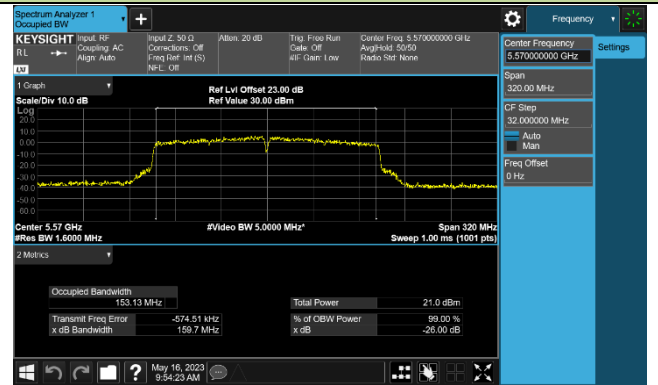 Spectrum Analyzer 1
Occupied BW
Frequency
KEYSIGHT
RL
LXI
Input: RF
Coupling: AC
Align: Auto
Input Z: 50 Ω
Corrections: Off
Freq Ref: Int (S)
NFE: Off
Atten: 20 dB
Trig: Free Run
Gate: Off
#IF Gain: Low
Center Freq: 5.570000000 GHz
Avg|Hold: 50/50
Radio Std: None
Center Frequency
5.570000000 GHz
Settings
Span
320.00 MHz
CF Step
32.000000 MHz
Auto
Man
Freq Offset
0 Hz
1 Graph
Scale/Div 10.0 dB
Ref Lvl Offset 23.00 dB
Ref Value 30.00 dBm
Log
20.0
10.0
0.00
-10.0
-20.0
-30.0
-40.0
-50.0
-60.0
Center 5.57 GHz
#Res BW 1.6000 MHz
#Video BW 5.0000 MHz*
Span 320 MHz
Sweep 1.00 ms (1001 pts)
2 Metrics
Occupied Bandwidth
153.13 MHz
Total Power 21.0 dBm
Transmit Freq Error -574.51 kHz
% of OBW Power 99.00 %
x dB Bandwidth 159.7 MHz
x dB -26.00 dB
May 16, 2023
9:54:23 AM